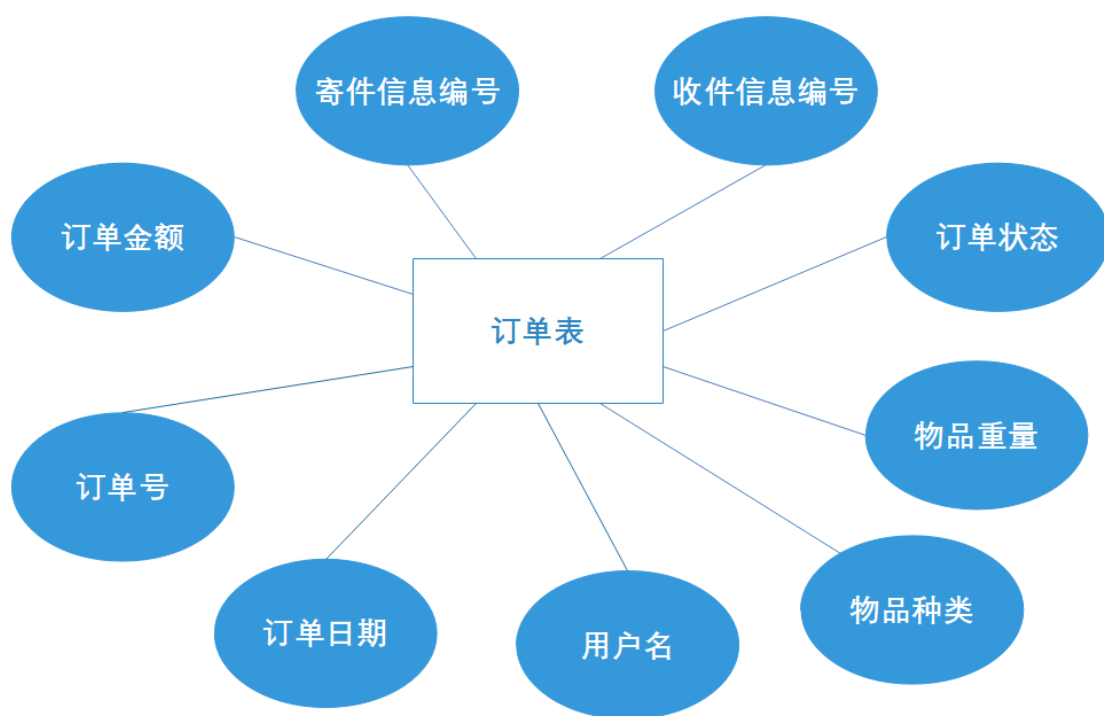 寄件信息编号
收件信息编号
订单金额
订单状态
订单表
物品重量
订单号
物品种类
订单日期
用户名